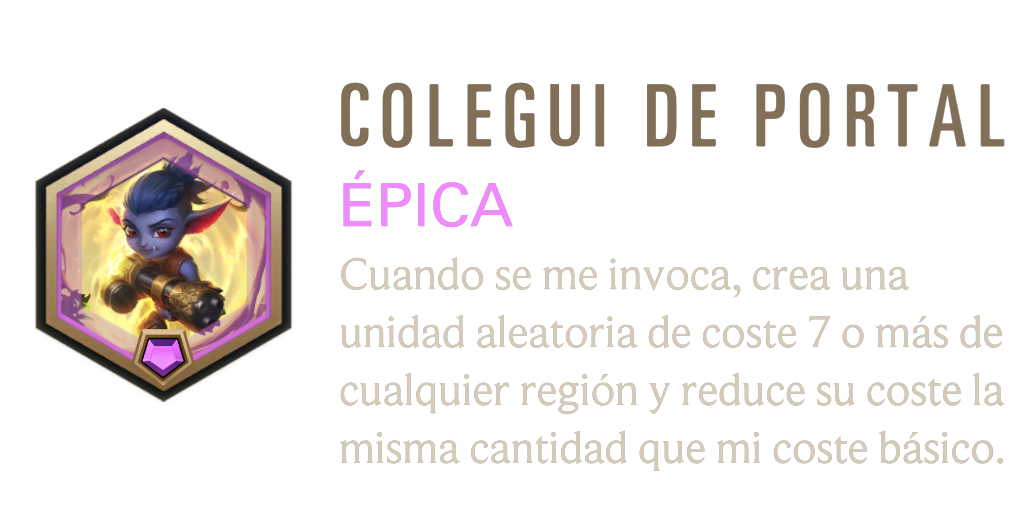 COLEGUI DE PORTAL
ÉPICA
Cuando se me invoca, crea una
unidad aleatoria de coste 7 o más de
cualquier región y reduce su coste la
misma cantidad que mi coste básico.